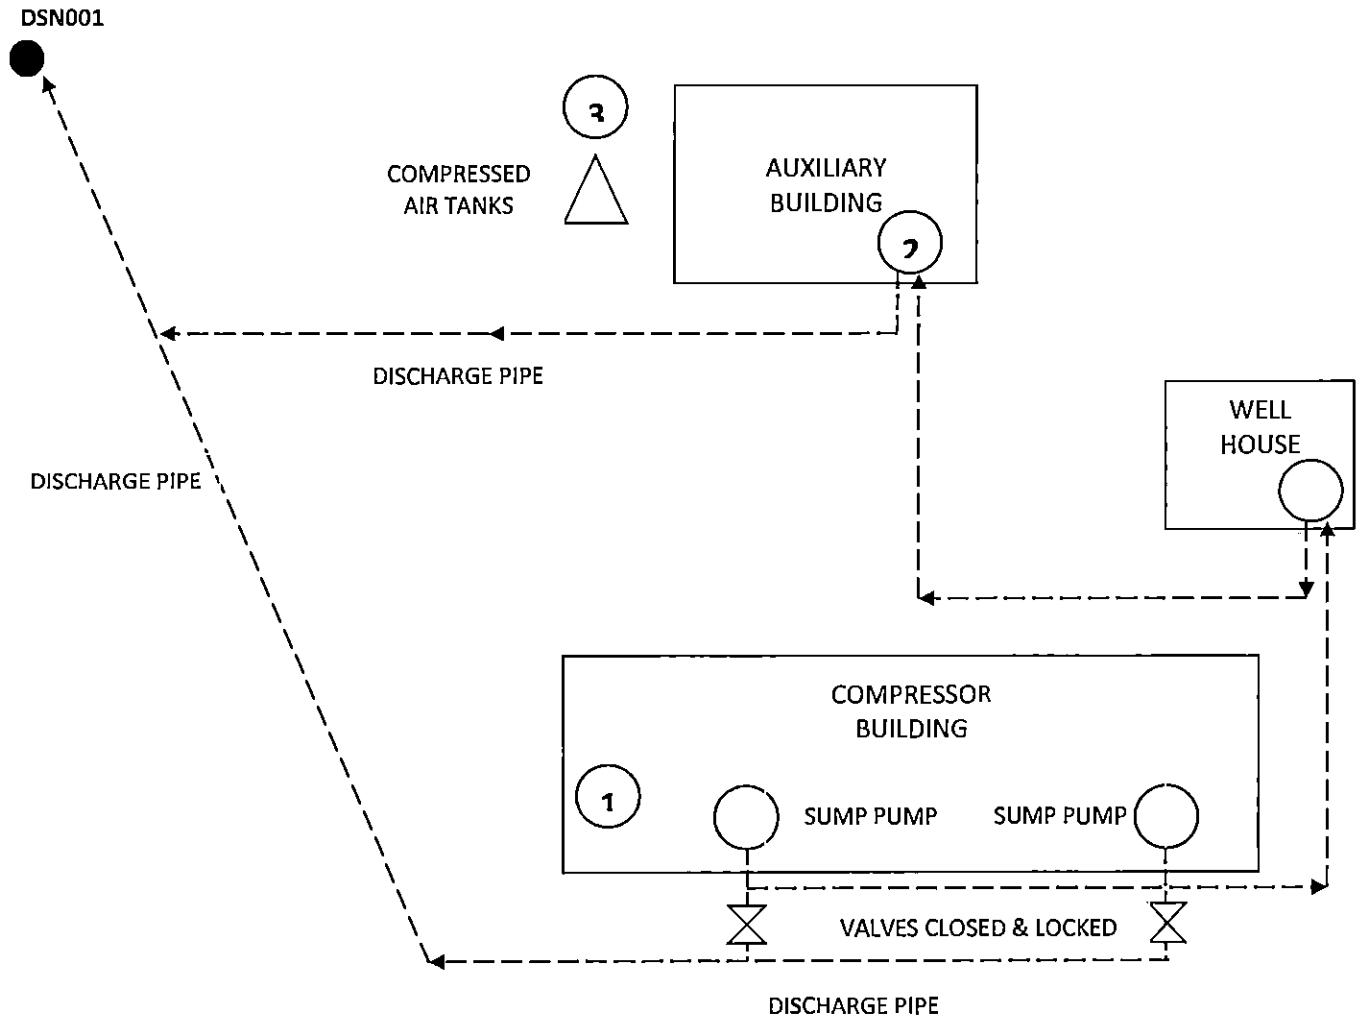 DSN001
3
COMPRESSED
AIR TANKS
AUXILIARY
BUILDING
2
DISCHARGE PIPE
WELL
HOUSE
DISCHARGE PIPE
COMPRESSOR
BUILDING
1
SUMP PUMP
SUMP PUMP
VALVES CLOSED & LOCKED
DISCHARGE PIPE